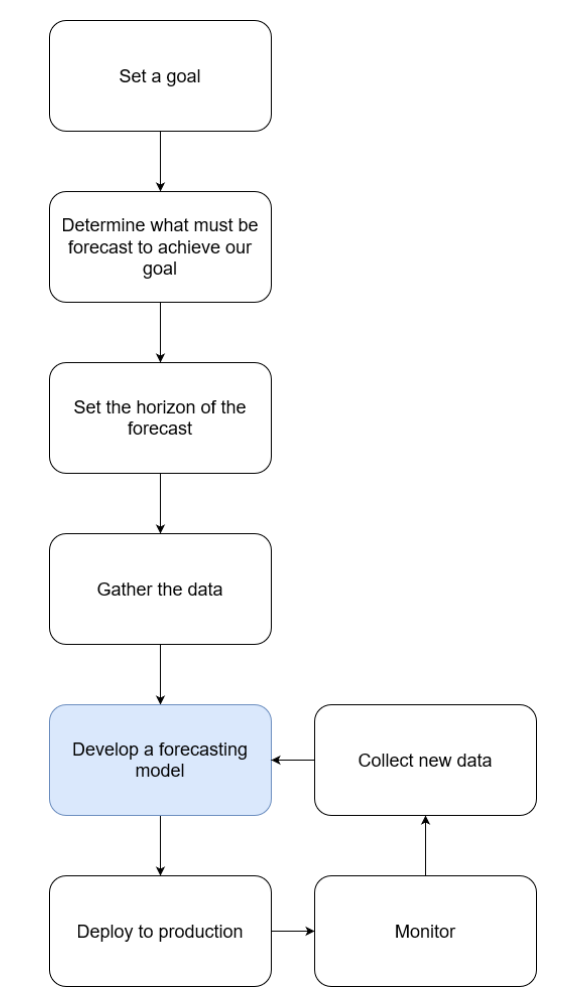 Set a goal
Determine what must be
forecast to achieve our
goal
Set the horizon of the
forecast
Gather the data
Develop a forecasting
model
Collect new data
Deploy to production
Monitor